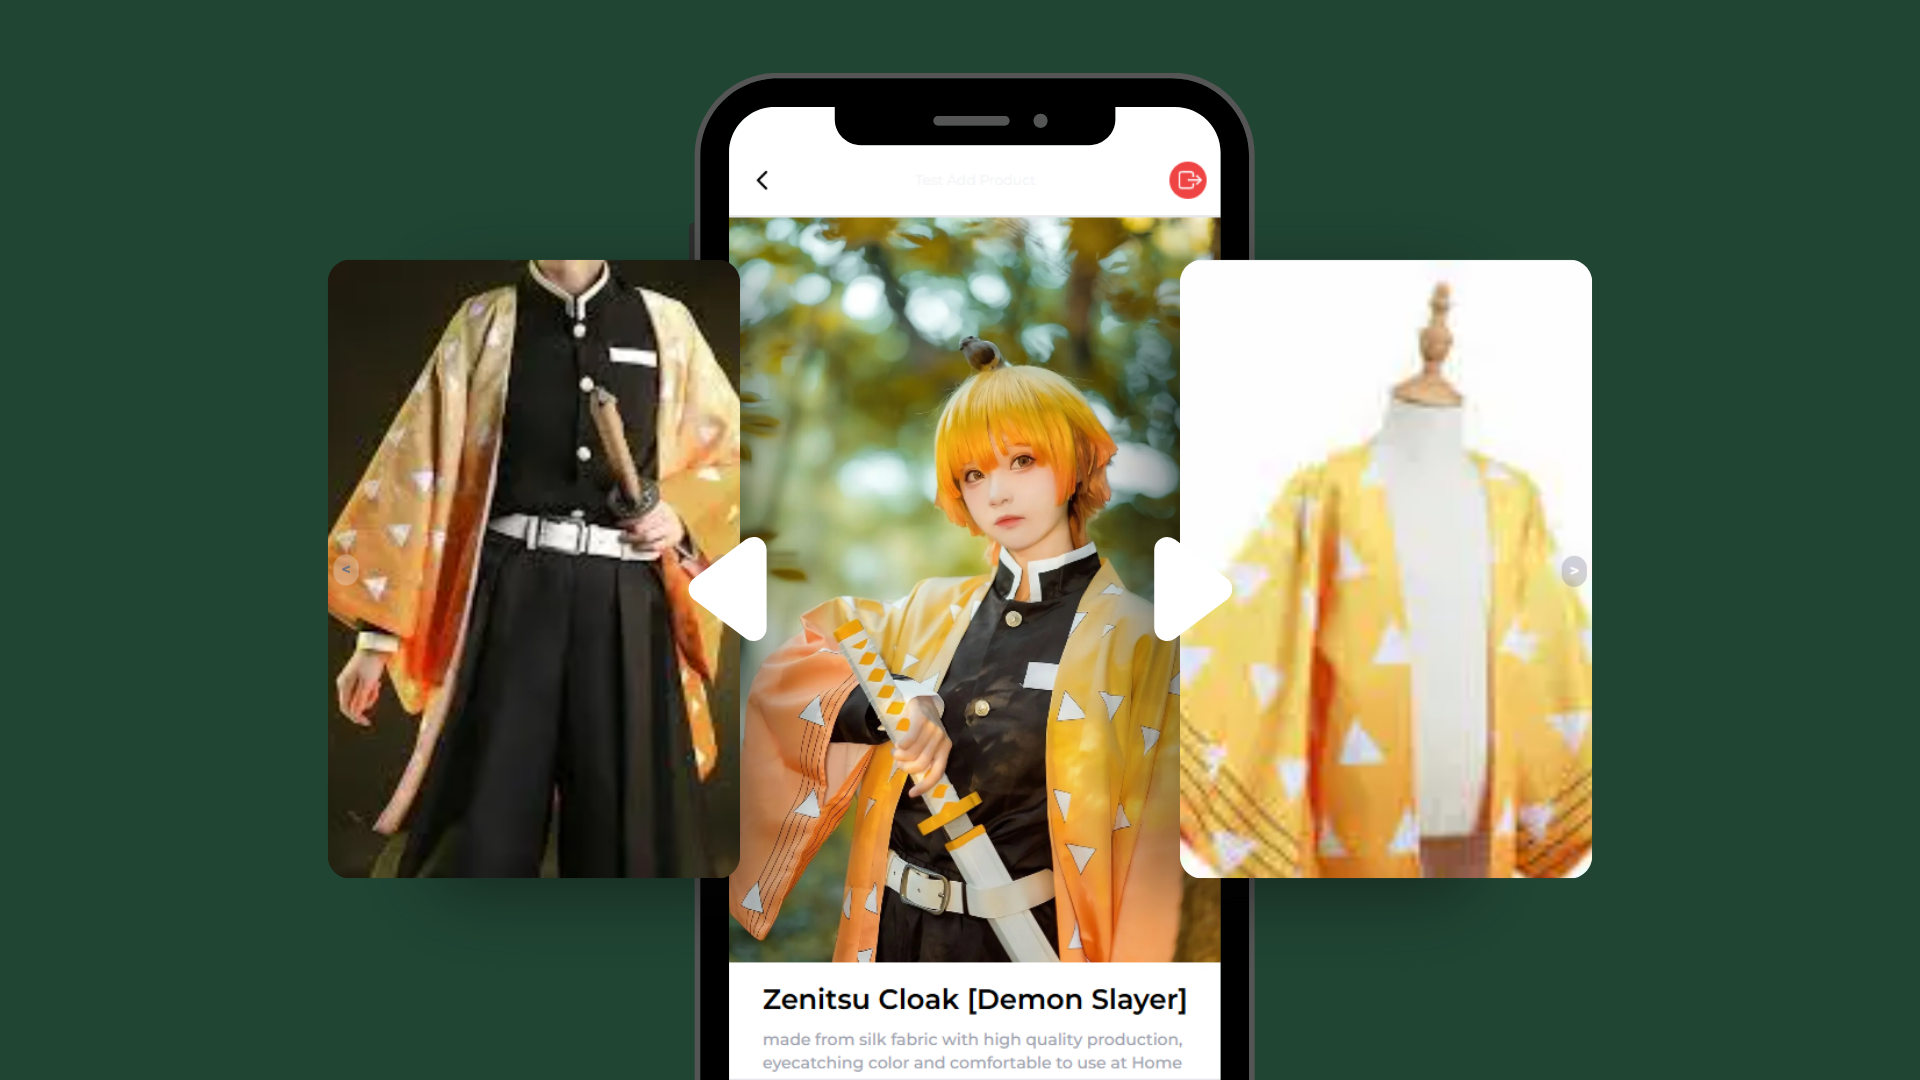 Test Add Product
<
>
Zenitsu Cloak [Demon Slayer]
made from silk fabric with high quality production,
eyecatching color and comfortable to use at Home